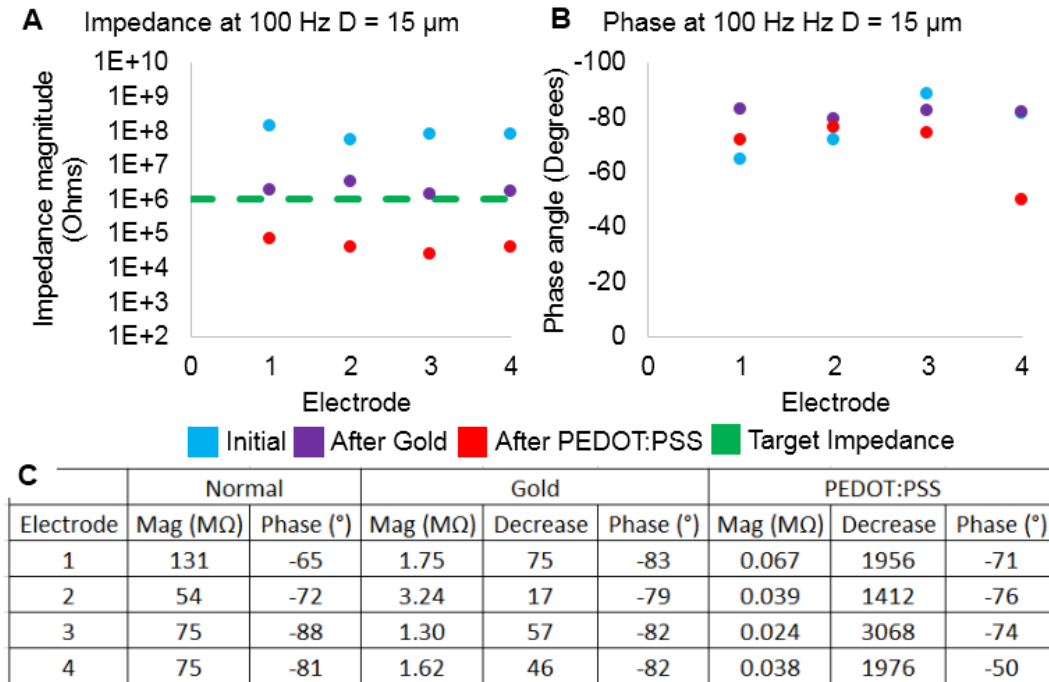 A Impedance at 100 Hz D = 15 µm
Impedance magnitude
(Ohms)
1E+10
1E+9
1E+8
1E+7
1E+6
1E+5
1E+4
1E+3
1E+2
0 1 2 3 4
Electrode
B Phase at 100 Hz Hz D = 15 µm
Phase angle (Degrees)
-100
-80
-60
-40
-20
0
0 1 2 3 4
Electrode
Initial After Gold After PEDOT:PSS Target Impedance
C Normal Gold PEDOT:PSS
Electrode Mag (MΩ) Phase (°) Mag (MΩ) Decrease Phase (°) Mag (MΩ) Decrease Phase (°)
1 131 -65 1.75 75 -83 0.067 1956 -71
2 54 -72 3.24 17 -79 0.039 1412 -76
3 75 -88 1.30 57 -82 0.024 3068 -74
4 75 -81 1.62 46 -82 0.038 1976 -50